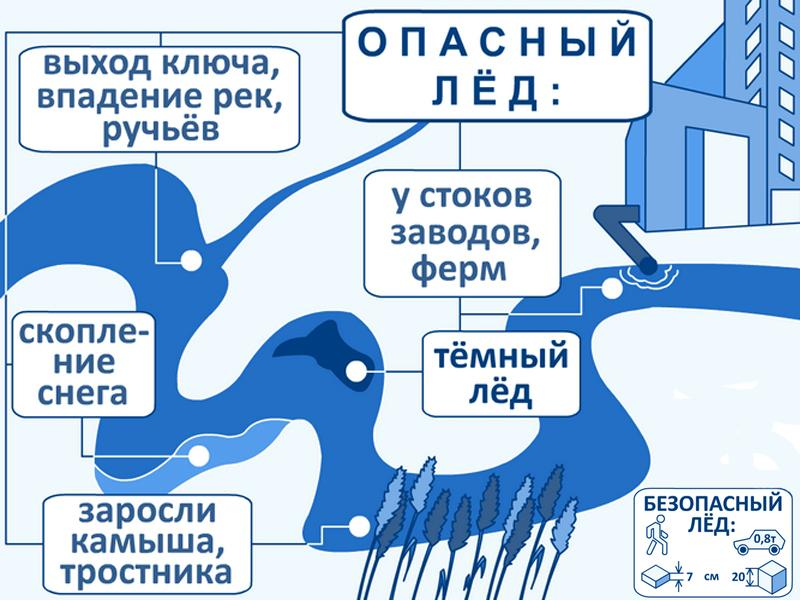 ОПАСНЫЙ
ЛЁД:
выход ключа,
впадение рек,
ручьёв
у стоков
заводов,
ферм
скопле-
ние
снега
тёмный
лёд
заросли
камыша,
тростника
БЕЗОПАСНЫЙ
ЛЁД:
0,8т
7 см 20